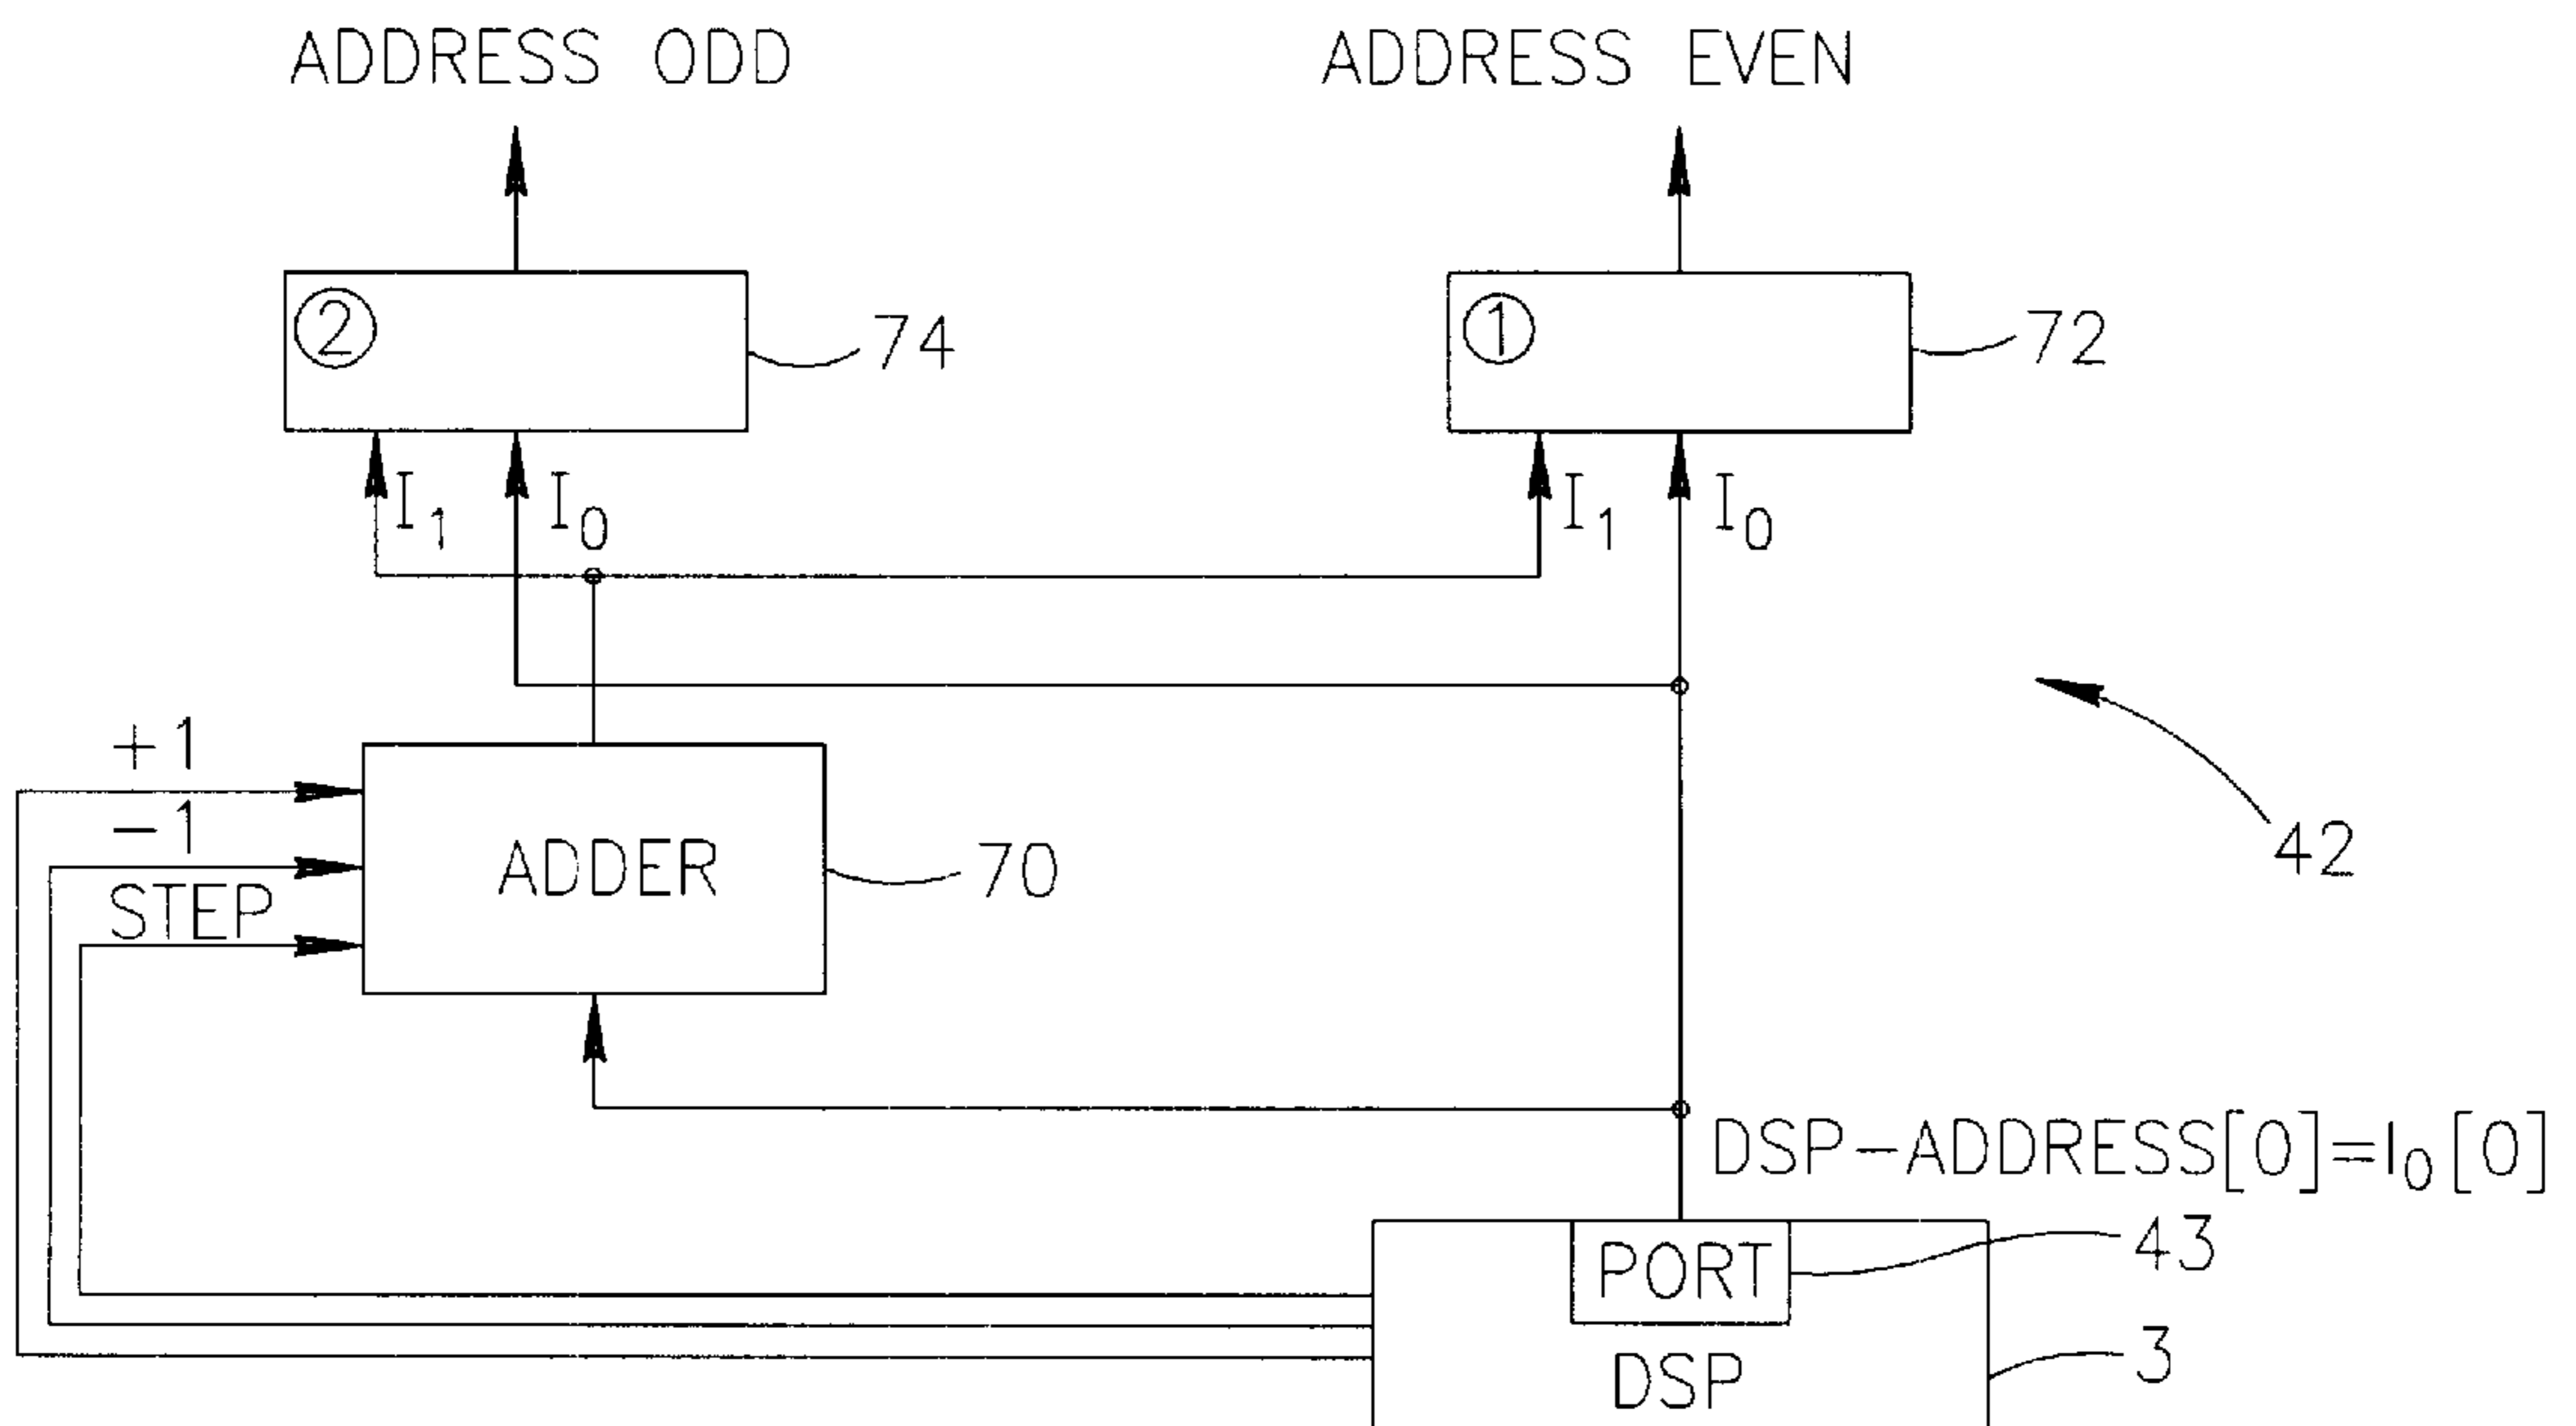 ADDRESS ODD
ADDRESS EVEN
2
74
1
72
I1
I0
I1
I0
+1
-1
STEP
ADDER
70
42
DSP-ADDRESS[0]=I0[0]
PORT
43
DSP
3